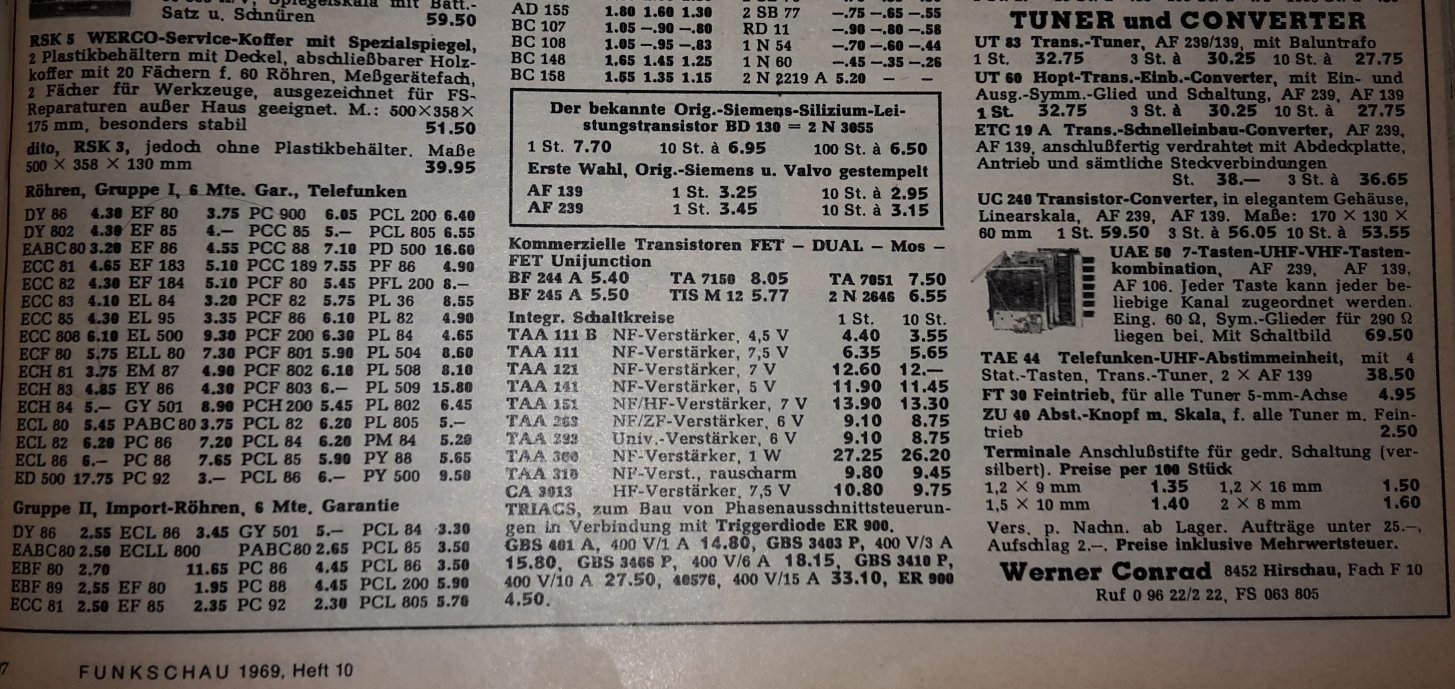 Satz u. Schnüren 59.50
RSK 5 WERCO-Service-Koffer mit Spezialspiegel,
2 Plastikbehältern mit Deckel, abschließbarer Holz-
koffer mit 20 Fächern f. 60 Röhren, Meßgerätefach,
2 Fächer für Werkzeuge, ausgezeichnet für FS-
Reparaturen außer Haus geeignet. M.: 500×358×
175 mm, besonders stabil 51.50
dito, RSK 3, jedoch ohne Plastikbehälter. Maße
500 × 358 × 130 mm 39.95
Röhren, Gruppe I, 6 Mte. Gar., Telefunken
DY 86 4.30 EF 80 3.75 PC 900 6.05 PCL 200 6.40
DY 802 4.30 EF 85 4.— PCC 85 5.— PCL 805 6.55
EABC 80 3.20 EF 86 4.55 PCC 88 7.10 PD 500 16.60
ECC 81 4.65 EF 183 5.10 PCC 189 7.55 PF 86 4.90
ECC 82 4.30 EF 184 5.10 PCF 80 5.45 PFL 200 8.—
ECC 83 4.10 EL 84 3.20 PCF 82 5.75 PL 36 8.55
ECC 85 4.30 EL 95 3.35 PCF 86 6.10 PL 82 4.90
ECC 808 6.10 EL 500 9.30 PCF 200 6.30 PL 84 4.65
ECF 80 5.75 ELL 80 7.30 PCF 801 5.90 PL 504 8.60
ECH 81 3.75 EM 87 4.90 PCF 802 6.10 PL 508 8.10
ECH 83 4.85 EY 86 4.30 PCF 803 6.— PL 509 15.80
ECH 84 5.— GY 501 8.90 PCH 200 5.45 PL 802 6.45
ECL 80 5.45 PABC 80 3.75 PCL 82 6.20 PL 805 5.—
ECL 82 6.20 PC 86 7.20 PCL 84 6.20 PM 84 5.20
ECL 86 6.— PC 88 7.65 PCL 85 5.90 PY 88 5.65
ED 500 17.75 PC 92 3.— PCL 86 6.— PY 500 9.50
Gruppe II, Import-Röhren, 6 Mte. Garantie
DY 86 2.55 ECL 86 3.45 GY 501 5.— PCL 84 3.30
EABC 80 2.50 ECLL 800 PABC 80 2.65 PCL 85 3.50
EBF 80 2.70 11.65 PC 86 4.45 PCL 86 3.50
EBF 89 2.55 EF 80 1.95 PC 88 4.45 PCL 200 5.90
ECC 81 2.50 EF 85 2.35 PC 92 2.30 PCL 805 5.70
AD 155 1.80 1.60 1.30 2 SB 77 —.75 —.65 —.55
BC 107 1.05 —.90 —.80 RD 11 —.90 —.80 —.58
BC 108 1.05 —.95 —.83 1 N 54 —.70 —.60 —.44
BC 148 1,65 1.45 1.25 1 N 60 —.45 —.35 —.26
BC 158 1.55 1.35 1.15 2 N 2219 A 5.20 — —
Der bekannte Orig.-Siemens-Silizium-Lei-
stungstransistor BD 130 = 2 N 3055
1 St. 7.70 10 St. à 6.95 100 St. à 6.50
Erste Wahl, Orig.-Siemens u. Valvo gestempelt
AF 139 1 St. 3.25 10 St. à 2.95
AF 239 1 St. 3.45 10 St. à 3.15
Kommerzielle Transistoren FET — DUAL — Mos —
FET Unijunction
BF 244 A 5.40 TA 7150 8.05 TA 7051 7.50
BF 245 A 5.50 TIS M 12 5.77 2 N 2646 6.55
Integr. Schaltkreise 1 St. 10 St.
TAA 111 B NF-Verstärker, 4,5 V 4.40 3.55
TAA 111 NF-Verstärker, 7,5 V 6.35 5.65
TAA 121 NF-Verstärker, 7 V 12.60 12.—
TAA 141 NF-Verstärker, 5 V 11.90 11.45
TAA 151 NF/HF-Verstärker, 7 V 13.90 13.30
TAA 263 NF/ZF-Verstärker, 6 V 9.10 8.75
TAA 293 Univ.-Verstärker, 6 V 9.10 8.75
TAA 300 NF-Verstärker, 1 W 27.25 26.20
TAA 310 NF-Verst., rauscharm 9.80 9.45
CA 3013 HF-Verstärker, 7,5 V 10.80 9.75
TRIACS, zum Bau von Phasenausschnittsteuerun-
gen in Verbindung mit Triggerdiode ER 900.
GBS 401 A, 400 V/1 A 14.80, GBS 3403 P, 400 V/3 A
15.80, GBS 3466 P, 400 V/6 A 18.15, GBS 3410 P,
400 V/10 A 27.50, 40576, 400 V/15 A 33.10, ER 900
4.50.
TUNER und CONVERTER
UT 83 Trans.-Tuner, AF 239/139, mit Baluntrafo
1 St. 32.75 3 St. à 30.25 10 St. à 27.75
UT 60 Hopt-Trans.-Einb.-Converter, mit Ein- und
Ausg.-Symm.-Glied und Schaltung, AF 239, AF 139
1 St. 32.75 3 St. à 30.25 10 St. à 27.75
ETC 19 A Trans.-Schnelleinbau-Converter, AF 239,
AF 139, anschlußfertig verdrahtet mit Abdeckplatte,
Antrieb und sämtliche Steckverbindungen
St. 38.— 3 St. à 36.65
UC 240 Transistor-Converter, in elegantem Gehäuse,
Linearskala, AF 239, AF 139. Maße: 170 × 130 ×
60 mm 1 St. 59.50 3 St. à 56.05 10 St. à 53.55
UAE 50 7-Tasten-UHF-VHF-Tasten-
kombination, AF 239, AF 139,
AF 106. Jeder Taste kann jeder be-
liebige Kanal zugeordnet werden.
Eing. 60 Ω, Sym.-Glieder für 290 Ω
liegen bei. Mit Schaltbild 69.50
TAE 44 Telefunken-UHF-Abstimmeinheit, mit 4
Stat.-Tasten, Trans.-Tuner, 2 × AF 139 38.50
FT 30 Feintrieb, für alle Tuner 5-mm-Achse 4.95
ZU 40 Abst.-Knopf m. Skala, f. alle Tuner m. Fein-
trieb 2.50
Terminale Anschlußstifte für gedr. Schaltung (ver-
silbert). Preise per 100 Stück
1,2 × 9 mm 1.35 1,2 × 16 mm 1.50
1,5 × 10 mm 1.40 2 × 8 mm 1.60
Vers. p. Nachn. ab Lager. Aufträge unter 25.—,
Aufschlag 2.—. Preise inklusive Mehrwertsteuer.
Werner Conrad 8452 Hirschau, Fach F 10
Ruf 0 96 22/2 22, FS 063 805
FUNKSCHAU 1969, Heft 10